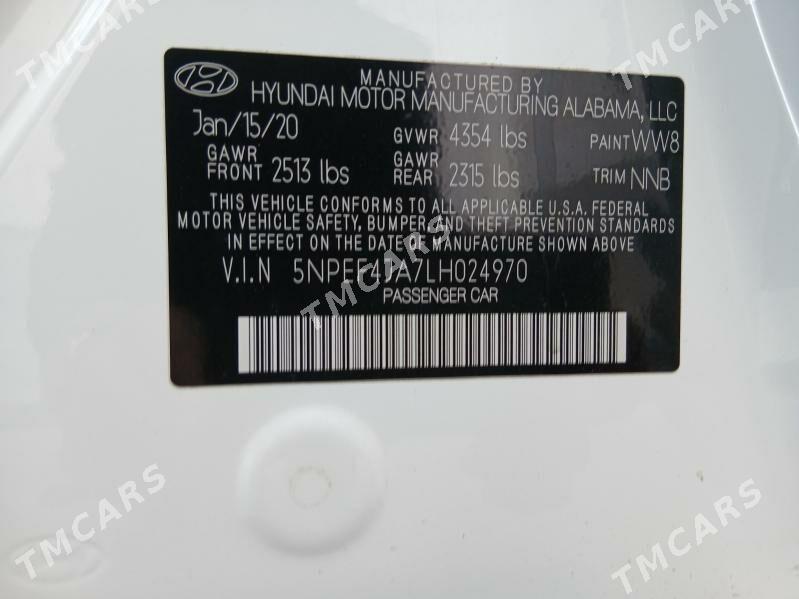 MANUFACTURED BY
HYUNDAI MOTOR MANUFACTURING ALABAMA, LLC
Jan/15/20 GVWR 4354 lbs PAINT WW8
GAWR FRONT 2513 lbs GAWR REAR 2315 lbs TRIM NNB
THIS VEHICLE CONFORMS TO ALL APPLICABLE U.S.A. FEDERAL
MOTOR VEHICLE SAFETY, BUMPER, AND THEFT PREVENTION STANDARDS
IN EFFECT ON THE DATE OF MANUFACTURE SHOWN ABOVE.
V.I.N 5NPEF4JA7LH024970
PASSENGER CAR
TMCARS
TMCARS
TMCARS
TMCARS
TMCARS